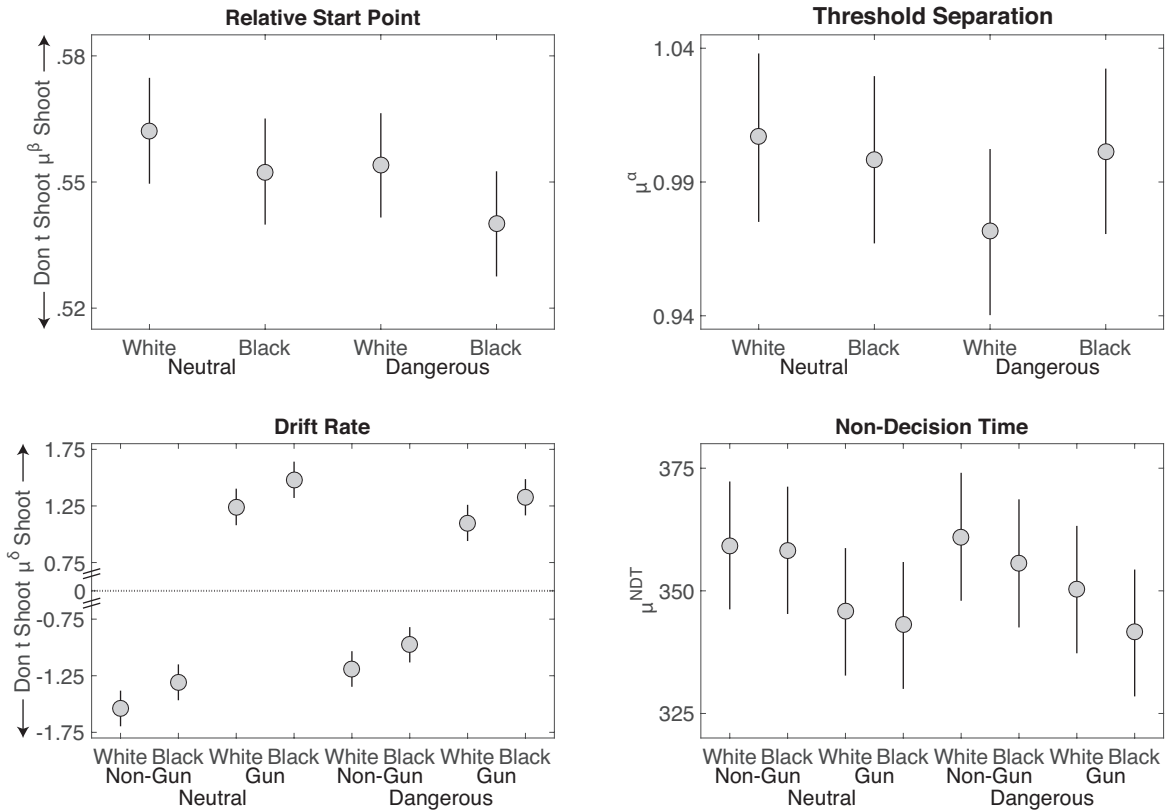 Relative Start Point
Don t Shoot μβ Shoot
.58
.55
.52
White Black White Black
Neutral Dangerous
Threshold Separation
μα
1.04
0.99
0.94
White Black White Black
Neutral Dangerous
Drift Rate
Don t Shoot μδ Shoot
1.75
1.25
0.75
0
-0.75
-1.25
-1.75
White Black White Black White Black White Black
Non-Gun Gun Non-Gun Gun
Neutral Dangerous
Non-Decision Time
μNDT
375
350
325
White Black White Black White Black White Black
Non-Gun Gun Non-Gun Gun
Neutral Dangerous